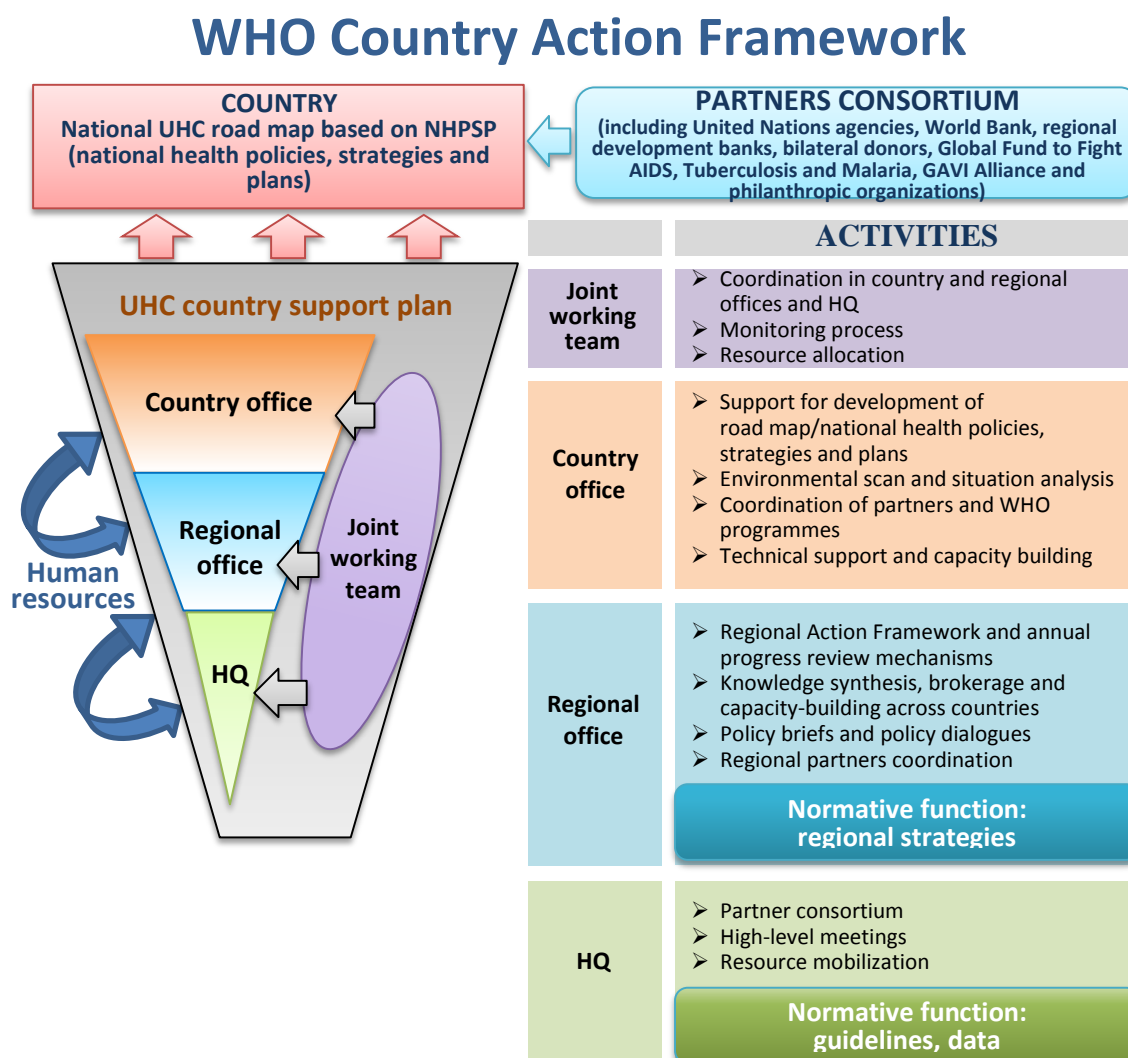 WHO Country Action Framework
COUNTRY
National UHC road map based on NHPSP
(national health policies, strategies and
plans)
PARTNERS CONSORTIUM
(including United Nations agencies, World Bank, regional
development banks, bilateral donors, Global Fund to Fight
AIDS, Tuberculosis and Malaria, GAVI Alliance and
philanthropic organizations)
UHC country support plan
Country office
Regional
office
HQ
Joint
working
team
Human
resources
ACTIVITIES
Joint
working
team
➢ Coordination in country and regional
offices and HQ
➢ Monitoring process
➢ Resource allocation
Country
office
➢ Support for development of
road map/national health policies,
strategies and plans
➢ Environmental scan and situation analysis
➢ Coordination of partners and WHO
programmes
➢ Technical support and capacity building
Regional
office
➢ Regional Action Framework and annual
progress review mechanisms
➢ Knowledge synthesis, brokerage and
capacity-building across countries
➢ Policy briefs and policy dialogues
➢ Regional partners coordination
Normative function:
regional strategies
HQ
➢ Partner consortium
➢ High-level meetings
➢ Resource mobilization
Normative function:
guidelines, data